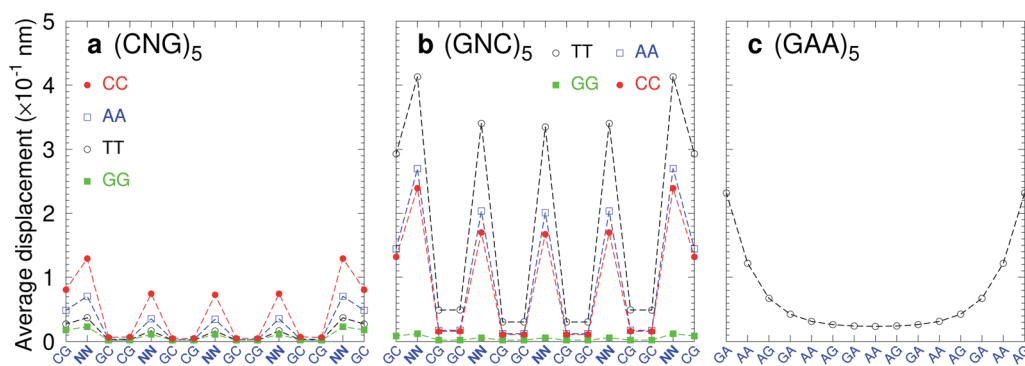 Average displacement (×10⁻¹ nm)
5
4
3
2
1
0
a (CNG)₅
CC
AA
TT
GG
CG NN GC CG NN GC CG NN GC CG NN GC CG NN GC
b (GNC)₅
TT AA
GG CC
GC NN CG GC NN CG GC NN CG GC NN CG GC NN CG
c (GAA)₅
GA AA AG GA AA AG GA AA AG GA AA AG GA AA AG